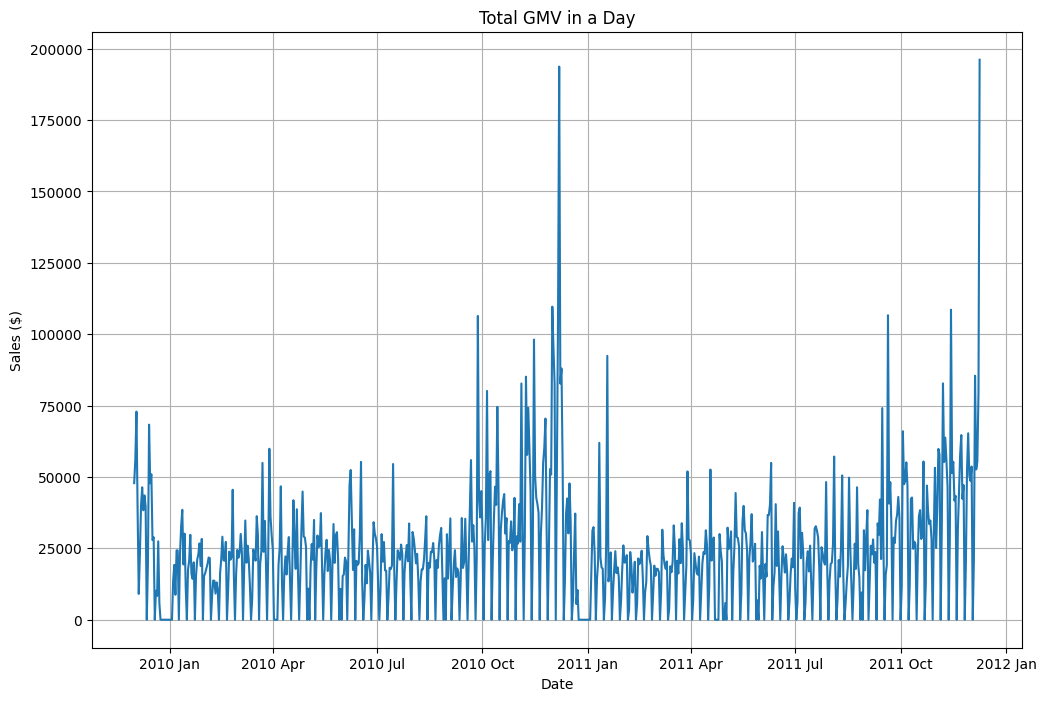 Total GMV in a Day
Sales ($)
200000
175000
150000
125000
100000
75000
50000
25000
0
2010 Jan
2010 Apr
2010 Jul
2010 Oct
2011 Jan
2011 Apr
2011 Jul
2011 Oct
2012 Jan
Date